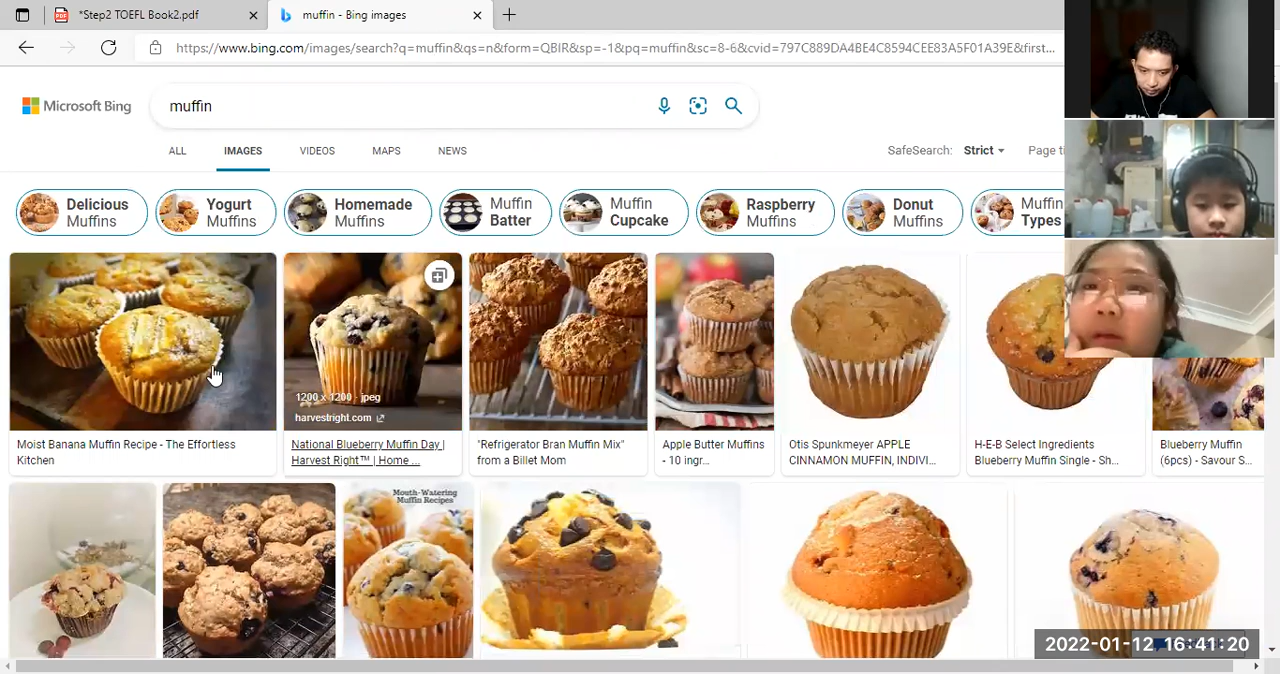 *Step2 TOEFL Book2.pdf
muffin - Bing images
https://www.bing.com/images/search?q=muffin&qs=n&form=QBIR&sp=-1&pq=muffin&sc=8-6&cvid=797C889DA4BE4C8594CEE83A5F01A39E&first...
Microsoft Bing
muffin
ALL
IMAGES
VIDEOS
MAPS
NEWS
SafeSearch: Strict
Page ti
Delicious
Muffins
Yogurt
Muffins
Homemade
Muffins
Muffin
Batter
Muffin
Cupcake
Raspberry
Muffins
Donut
Muffins
Muffin
Types
1200 x 1200 · jpeg
harvestright.com
Moist Banana Muffin Recipe - The Effortless
Kitchen
National Blueberry Muffin Day |
Harvest Right™ | Home ...
"Refrigerator Bran Muffin Mix"
from a Billet Mom
Apple Butter Muffins
- 10 ingr...
Otis Spunkmeyer APPLE
CINNAMON MUFFIN, INDIVI...
H-E-B Select Ingredients
Blueberry Muffin Single - Sh...
Blueberry Muffin
(6pcs) - Savour S...
Mouth-Watering
Muffin Recipes
2022-01-12 16:41:20